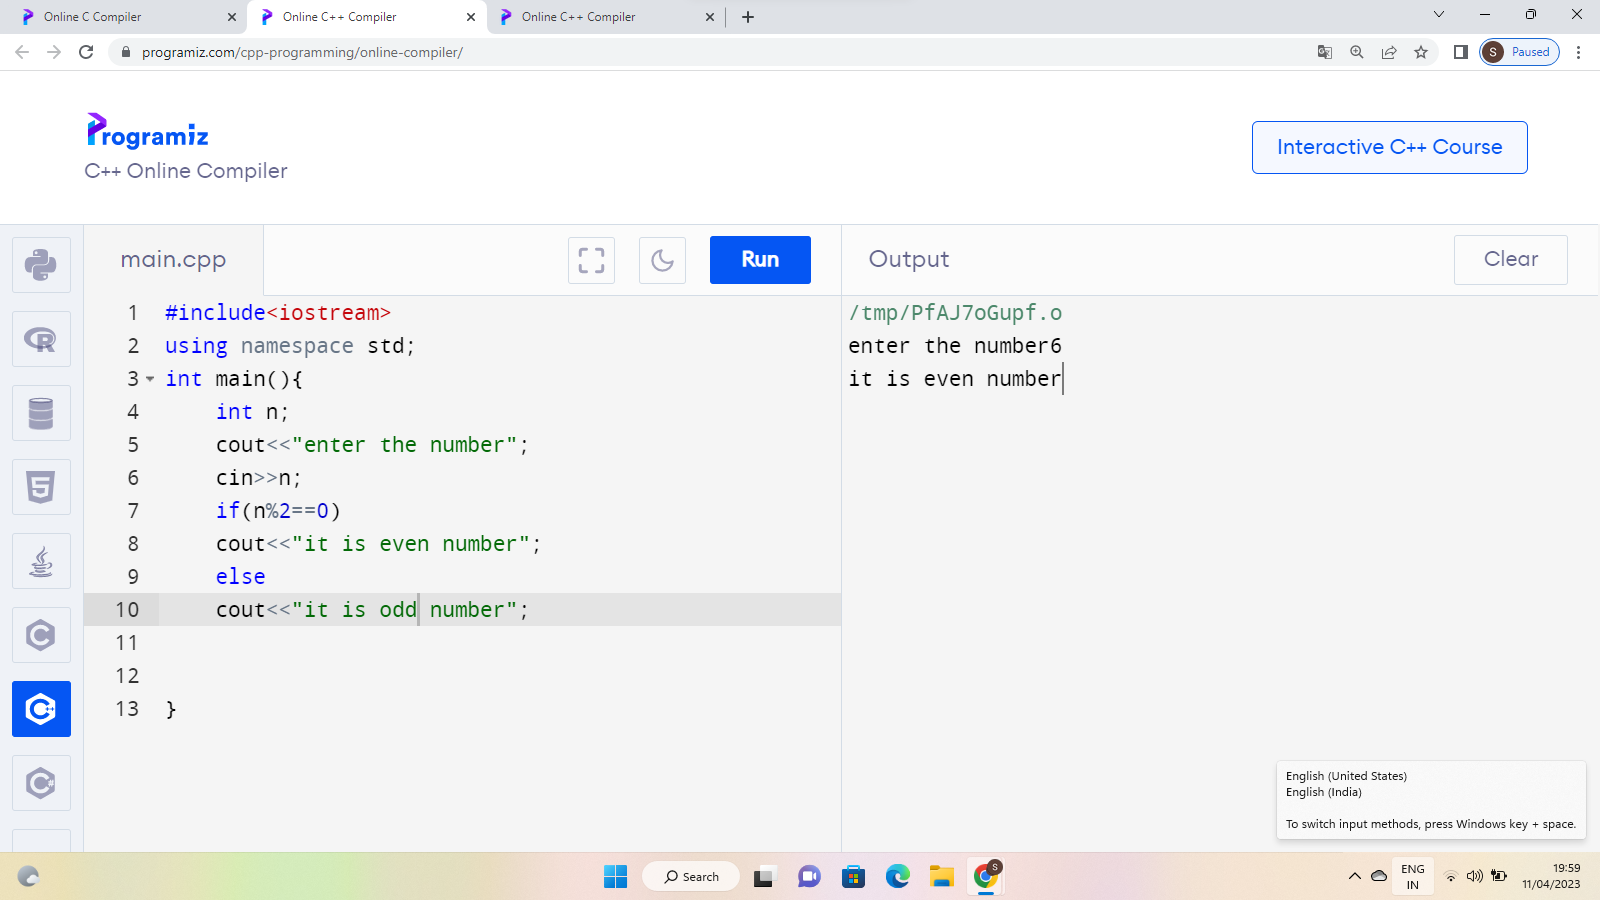 Online C Compiler
Online C++ Compiler
Online C++ Compiler
programiz.com/cpp-programming/online-compiler/
S Paused
Programiz
C++ Online Compiler
Interactive C++ Course
main.cpp
Run
Output
Clear
1 #include<iostream>
2 using namespace std;
3 int main(){
4     int n;
5     cout<<"enter the number";
6     cin>>n;
7     if(n%2==0)
8     cout<<"it is even number";
9     else
10     cout<<"it is odd number";
11
12
13 }
/tmp/PfAJ7oGupf.o
enter the number6
it is even number
English (United States)
English (India)
To switch input methods, press Windows key + space.
Search
S
ENG
IN
19:59
11/04/2023